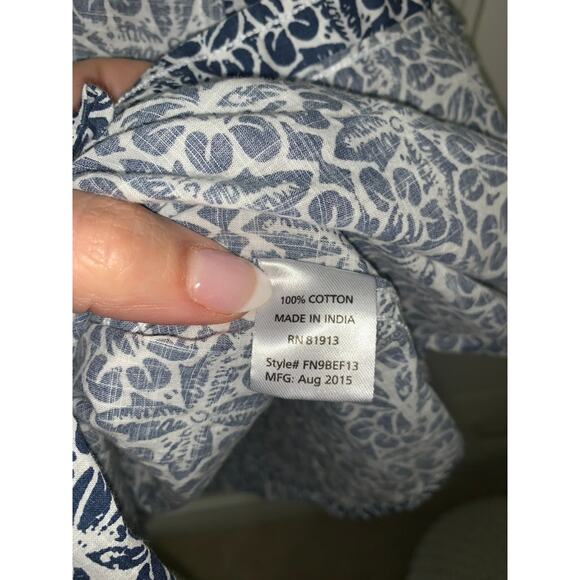 100% COTTON
MADE IN INDIA
RN 81913
Style# FN9BEF13
MFG: Aug 2015